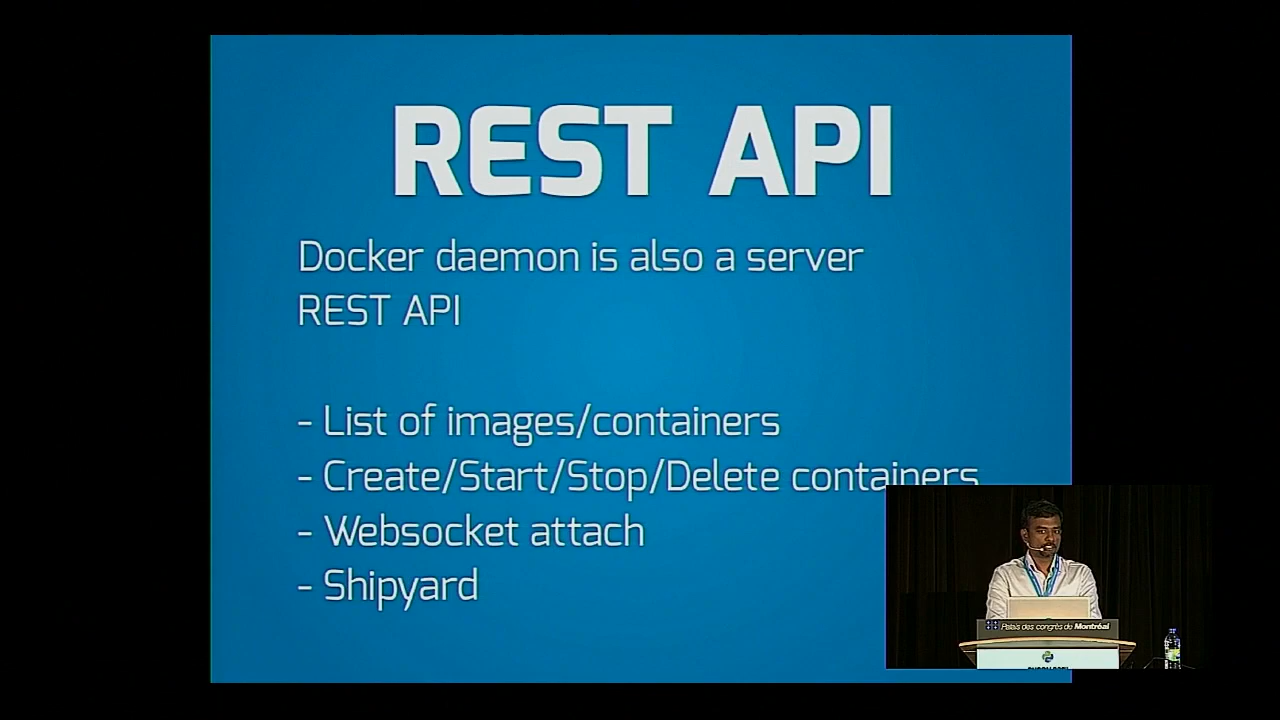 REST API
Docker daemon is also a server
REST API
- List of images/containers
- Create/Start/Stop/Delete containers
- Websocket attach
- Shipyard
Palais des congrès de Montréal